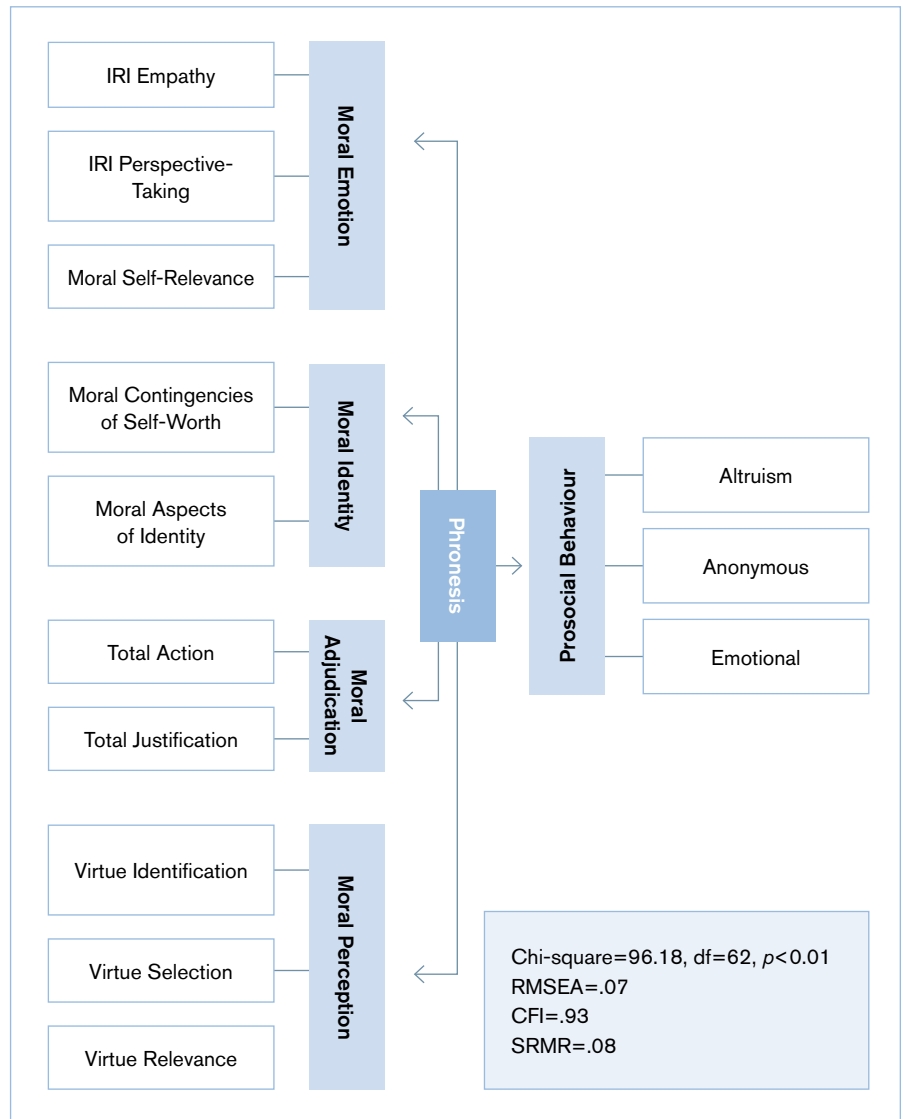 IRI Empathy
IRI Perspective-
Taking
Moral Self-Relevance
Moral Emotion
Moral Contingencies
of Self-Worth
Moral Aspects
of Identity
Moral Identity
Total Action
Total Justification
Moral
Adjudication
Virtue Identification
Virtue Selection
Virtue Relevance
Moral Perception
Phronesis
Prosocial Behaviour
Altruism
Anonymous
Emotional
Chi-square=96.18, df=62, p<0.01
RMSEA=.07
CFI=.93
SRMR=.08